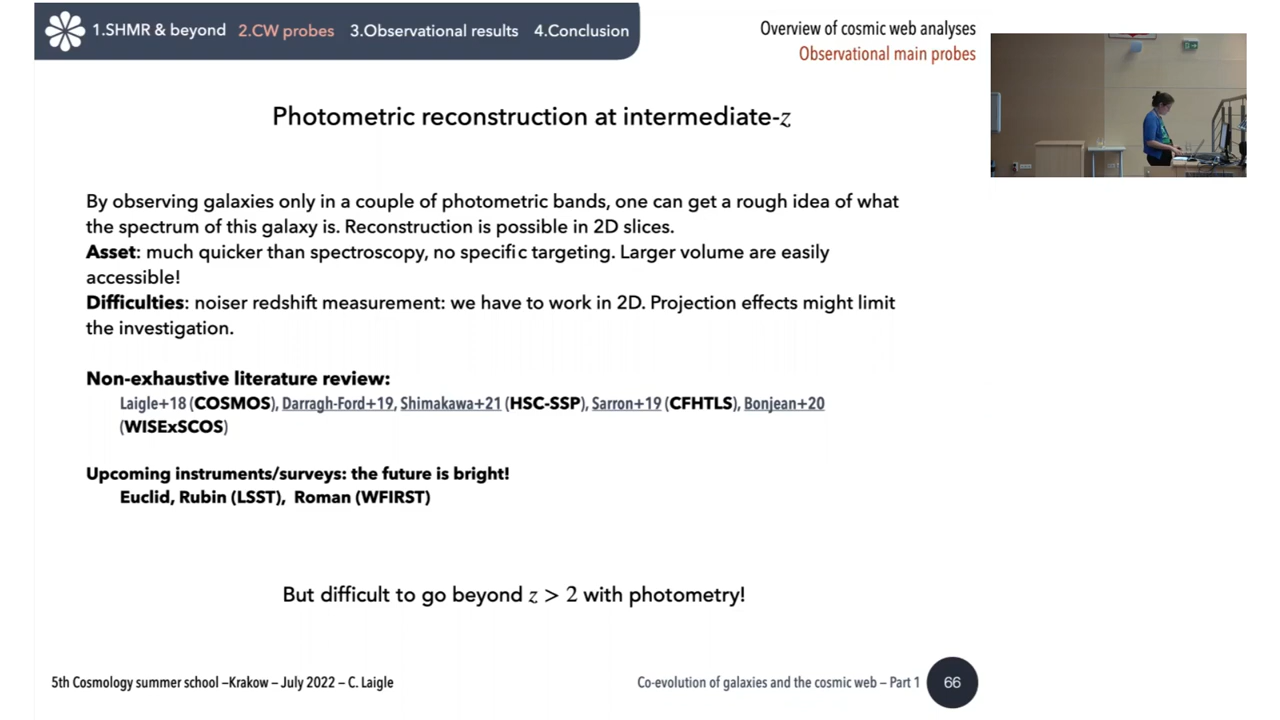 1.SHMR & beyond 2.CW probes 3.Observational results 4.Conclusion
Overview of cosmic web analyses
Observational main probes
Photometric reconstruction at intermediate-z
By observing galaxies only in a couple of photometric bands, one can get a rough idea of what
the spectrum of this galaxy is. Reconstruction is possible in 2D slices.
Asset: much quicker than spectroscopy, no specific targeting. Larger volume are easily
accessible!
Difficulties: noiser redshift measurement: we have to work in 2D. Projection effects might limit
the investigation.
Non-exhaustive literature review:
Laigle+18 (COSMOS), Darragh-Ford+19, Shimakawa+21 (HSC-SSP), Sarron+19 (CFHTLS), Bonjean+20
(WISExSCOS)
Upcoming instruments/surveys: the future is bright!
Euclid, Rubin (LSST), Roman (WFIRST)
But difficult to go beyond z > 2 with photometry!
5th Cosmology summer school –Krakow – July 2022 – C. Laigle
Co-evolution of galaxies and the cosmic web – Part 1
66